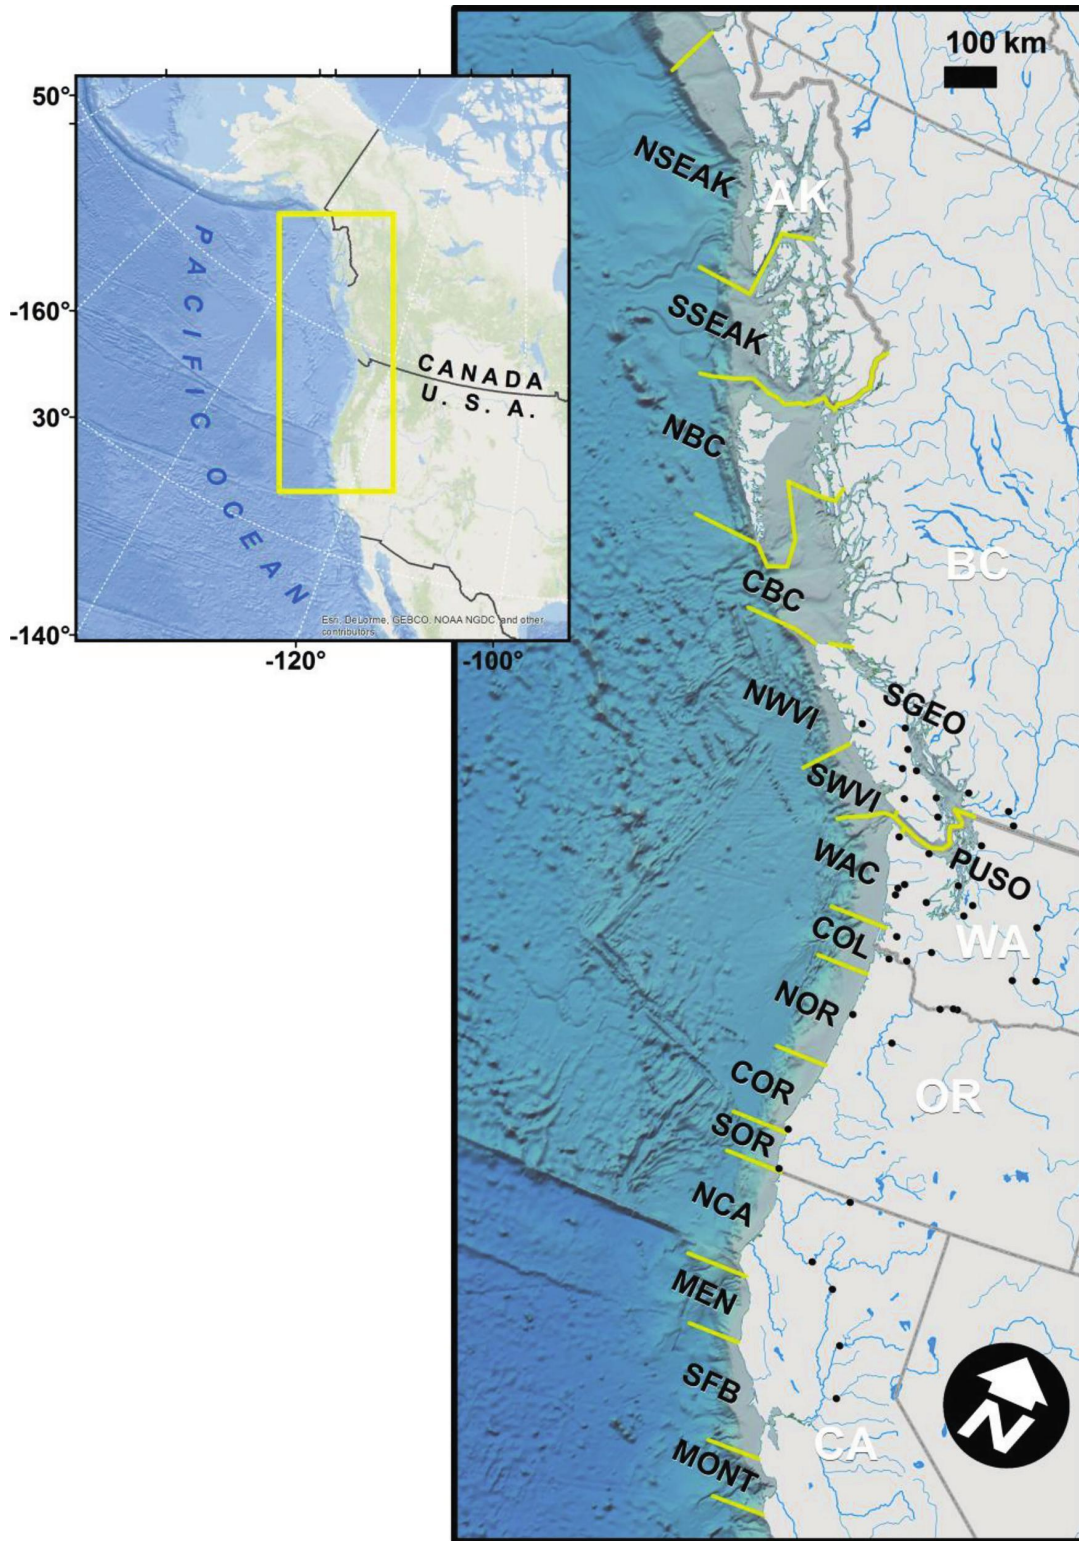 100 km
50°
-160°
30°
-140°
-120°
-100°
PACIFIC OCEAN
CANADA
U. S. A.
Esri, DeLorme, GEBCO, NOAA NGDC, and other
contributors
NSEAK
AK
SSEAK
NBC
BC
CBC
NWVI
SGEO
SWVI
WAC
PUSO
COL
WA
NOR
COR
OR
SOR
NCA
MEN
SFB
CA
MONT
N